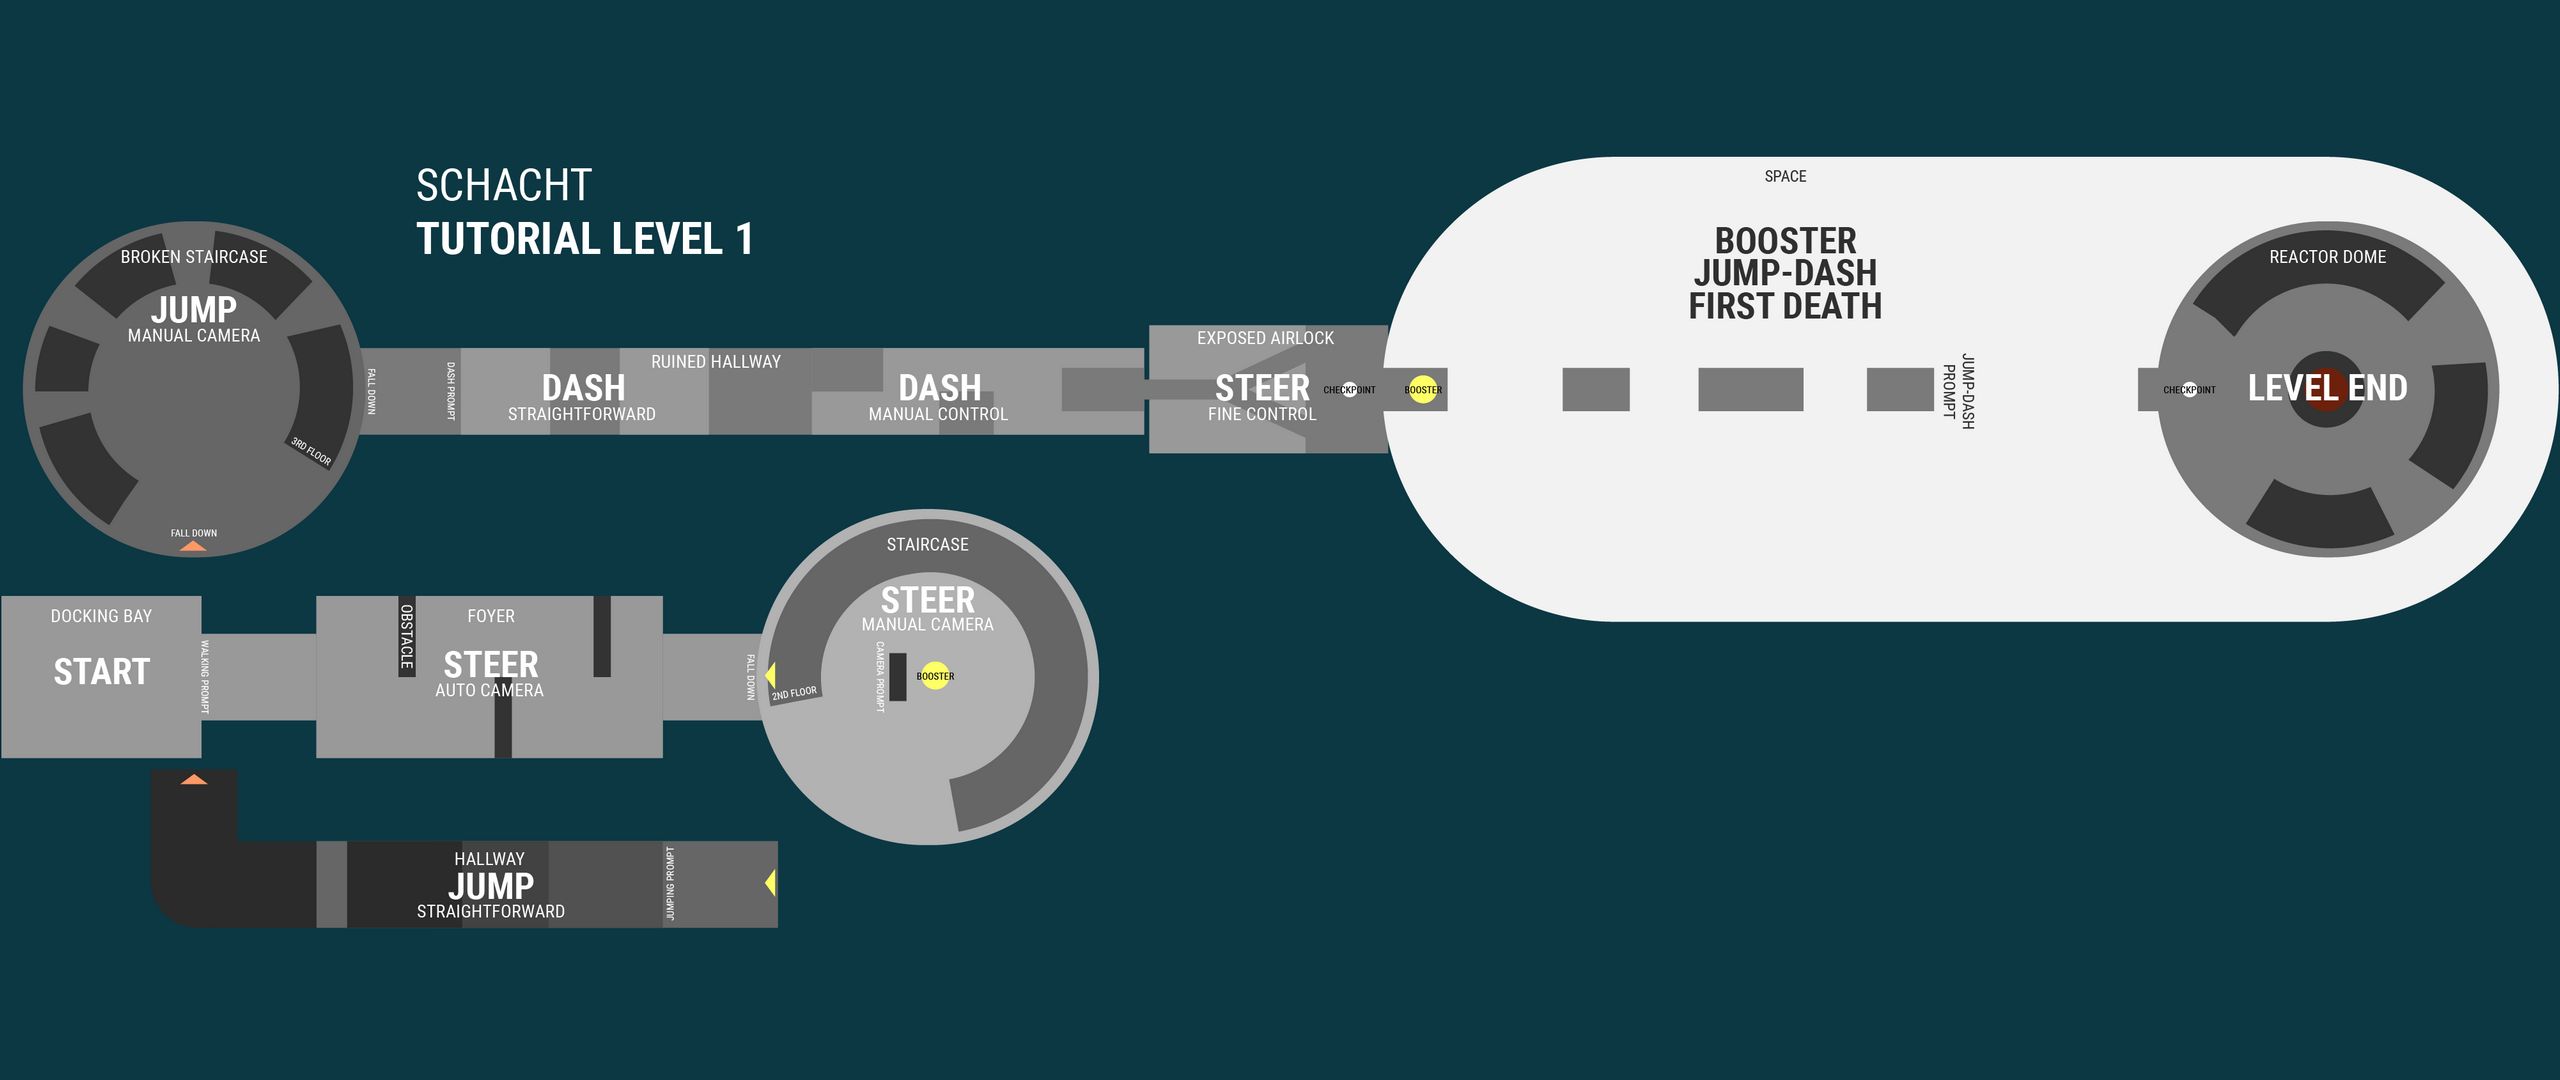 SCHACHT
TUTORIAL LEVEL 1
BROKEN STAIRCASE
JUMP
MANUAL CAMERA
3RD FLOOR
FALL DOWN
FALL DOWN
DASH PROMPT
RUINED HALLWAY
DASH
STRAIGHTFORWARD
DASH
MANUAL CONTROL
EXPOSED AIRLOCK
STEER
FINE CONTROL
CHECKPOINT
BOOSTER
SPACE
BOOSTER
JUMP-DASH
FIRST DEATH
JUMP-DASH
PROMPT
CHECKPOINT
REACTOR DOME
LEVEL END
DOCKING BAY
START
WALKING PROMPT
OBSTACLE
FOYER
STEER
AUTO CAMERA
FALL DOWN
STAIRCASE
STEER
MANUAL CAMERA
CAMERA PROMPT
BOOSTER
2ND FLOOR
HALLWAY
JUMP
STRAIGHTFORWARD
JUMPING PROMPT